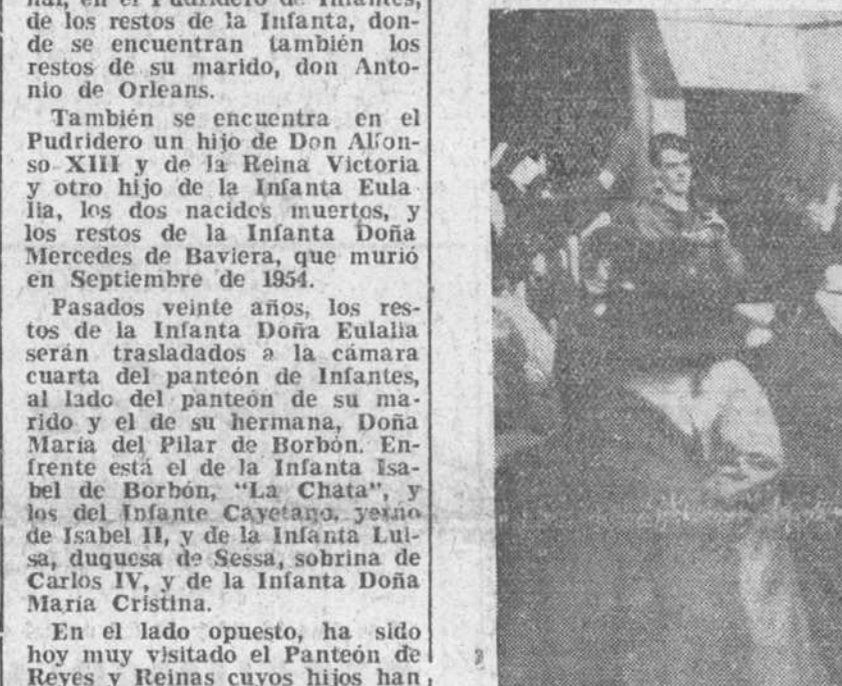 nal, en el Pudridero de Infantes,
de los restos de la Infanta, don-
de se encuentran también los
restos de su marido, don Anto-
nio de Orleans.
También se encuentra en el
Pudridero un hijo de Don Alfon-
so XIII y de la Reina Victoria
y otro hijo de la Infanta Eula
lia, los dos nacidos muertos, y
los restos de la Infanta Doña
Mercedes de Baviera, que murió
en Septiembre de 1954.
Pasados veinte años, los res-
tos de la Infanta Doña Eulalia
serán trasladados a la cámara
cuarta del panteón de Infantes,
al lado del panteón de su ma-
rido y el de su hermana, Doña
María del Pilar de Borbón. En-
frente está el de la Infanta Isa-
bel de Borbón, "La Chata", y
los del Infante Cayetano, yerno
de Isabel II, y de la Infanta Lui-
sa, duquesa de Sessa, sobrina de
Carlos IV, y de la Infanta Doña
María Cristina.
En el lado opuesto, ha sido
hoy muy visitado el Panteón de
Reyes y Reinas cuyos hijos han